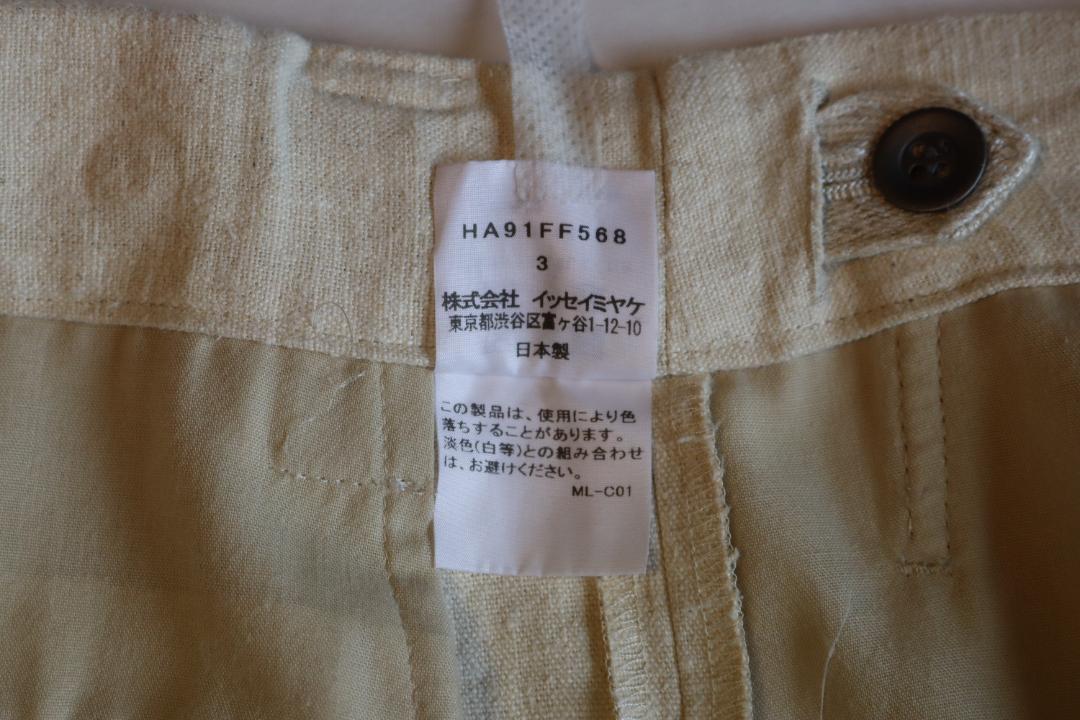 HA91FF568
3
株式会社 イッセイミヤケ
東京都渋谷区富ヶ谷1-12-10
日本製
この製品は、使用により色
落ちすることがあります。
淡色(白等)との組み合わせ
は、お避けください。
ML-C01